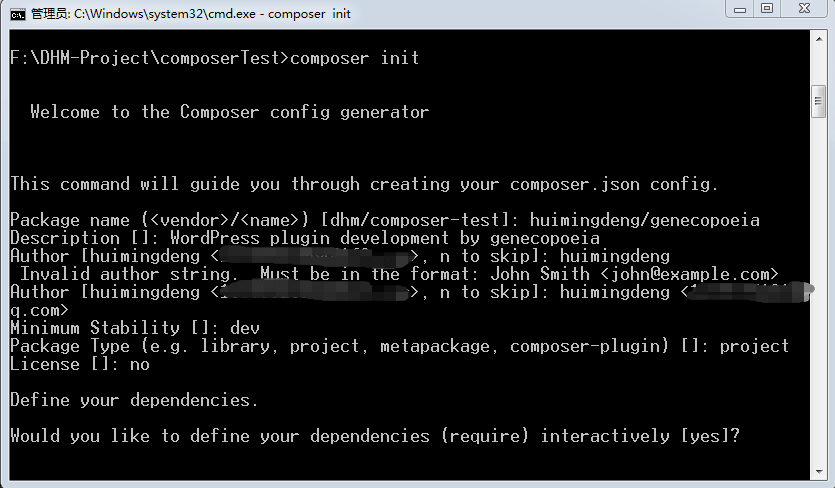 管理员: C:\Windows\system32\cmd.exe - composer  init
F:\DHM-Project\composerTest>composer init
Welcome to the Composer config generator
This command will guide you through creating your composer.json config.
Package name (<vendor>/<name>) [dhm/composer-test]: huimingdeng/genecopoeia
Description []: WordPress plugin development by genecopoeia
Author [huimingdeng < >, n to skip]: huimingdeng
Invalid author string.  Must be in the format: John Smith <john@example.com>
Author [huimingdeng < >, n to skip]: huimingdeng <
q.com>
Minimum Stability []: dev
Package Type (e.g. library, project, metapackage, composer-plugin) []: project
License []: no
Define your dependencies.
Would you like to define your dependencies (require) interactively [yes]?